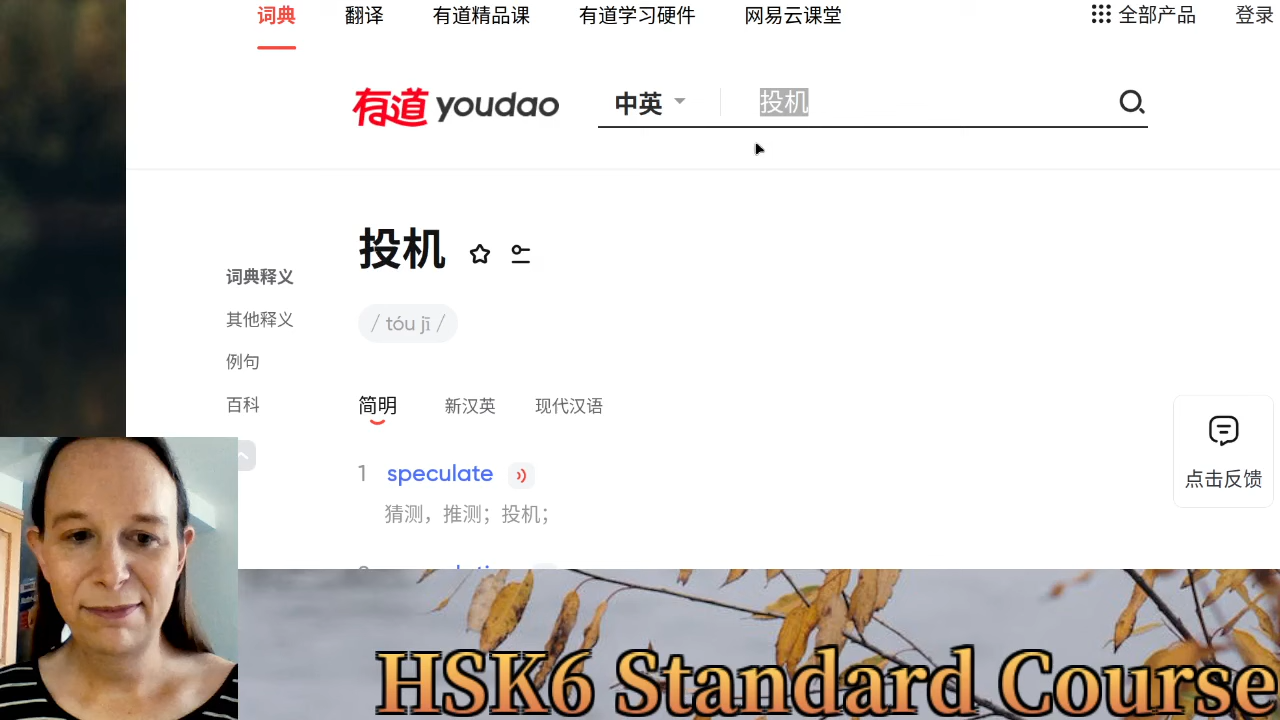 词典 翻译 有道精品课 有道学习硬件 网易云课堂 全部产品 登录
有道 youdao 中英 投机
投机
词典释义
其他释义
/ tóu jī /
例句
百科
简明 新汉英 现代汉语
1 speculate
猜测，推测；投机；
点击反馈
HSK6 Standard Course